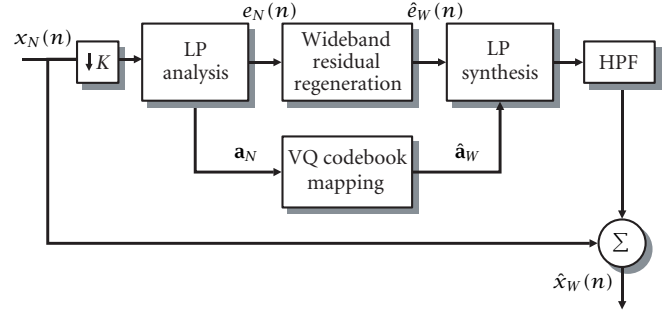 x_N(n)
↓K
LP
analysis
e_N(n)
Wideband
residual
regeneration
ê_W(n)
LP
synthesis
HPF
a_N
VQ codebook
mapping
â_W
Σ
x̂_W(n)